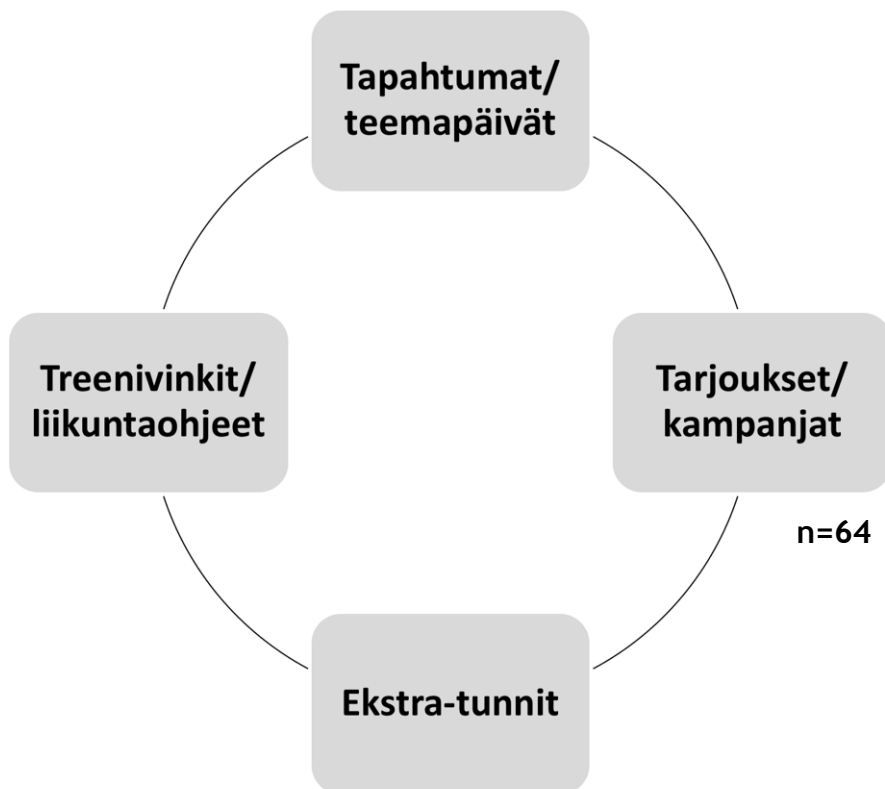 Tapahtumat/
teemapäivät
Treenivinkit/
liikuntaohjeet
Tarjoukset/
kampanjat
n=64
Ekstra-tunnit